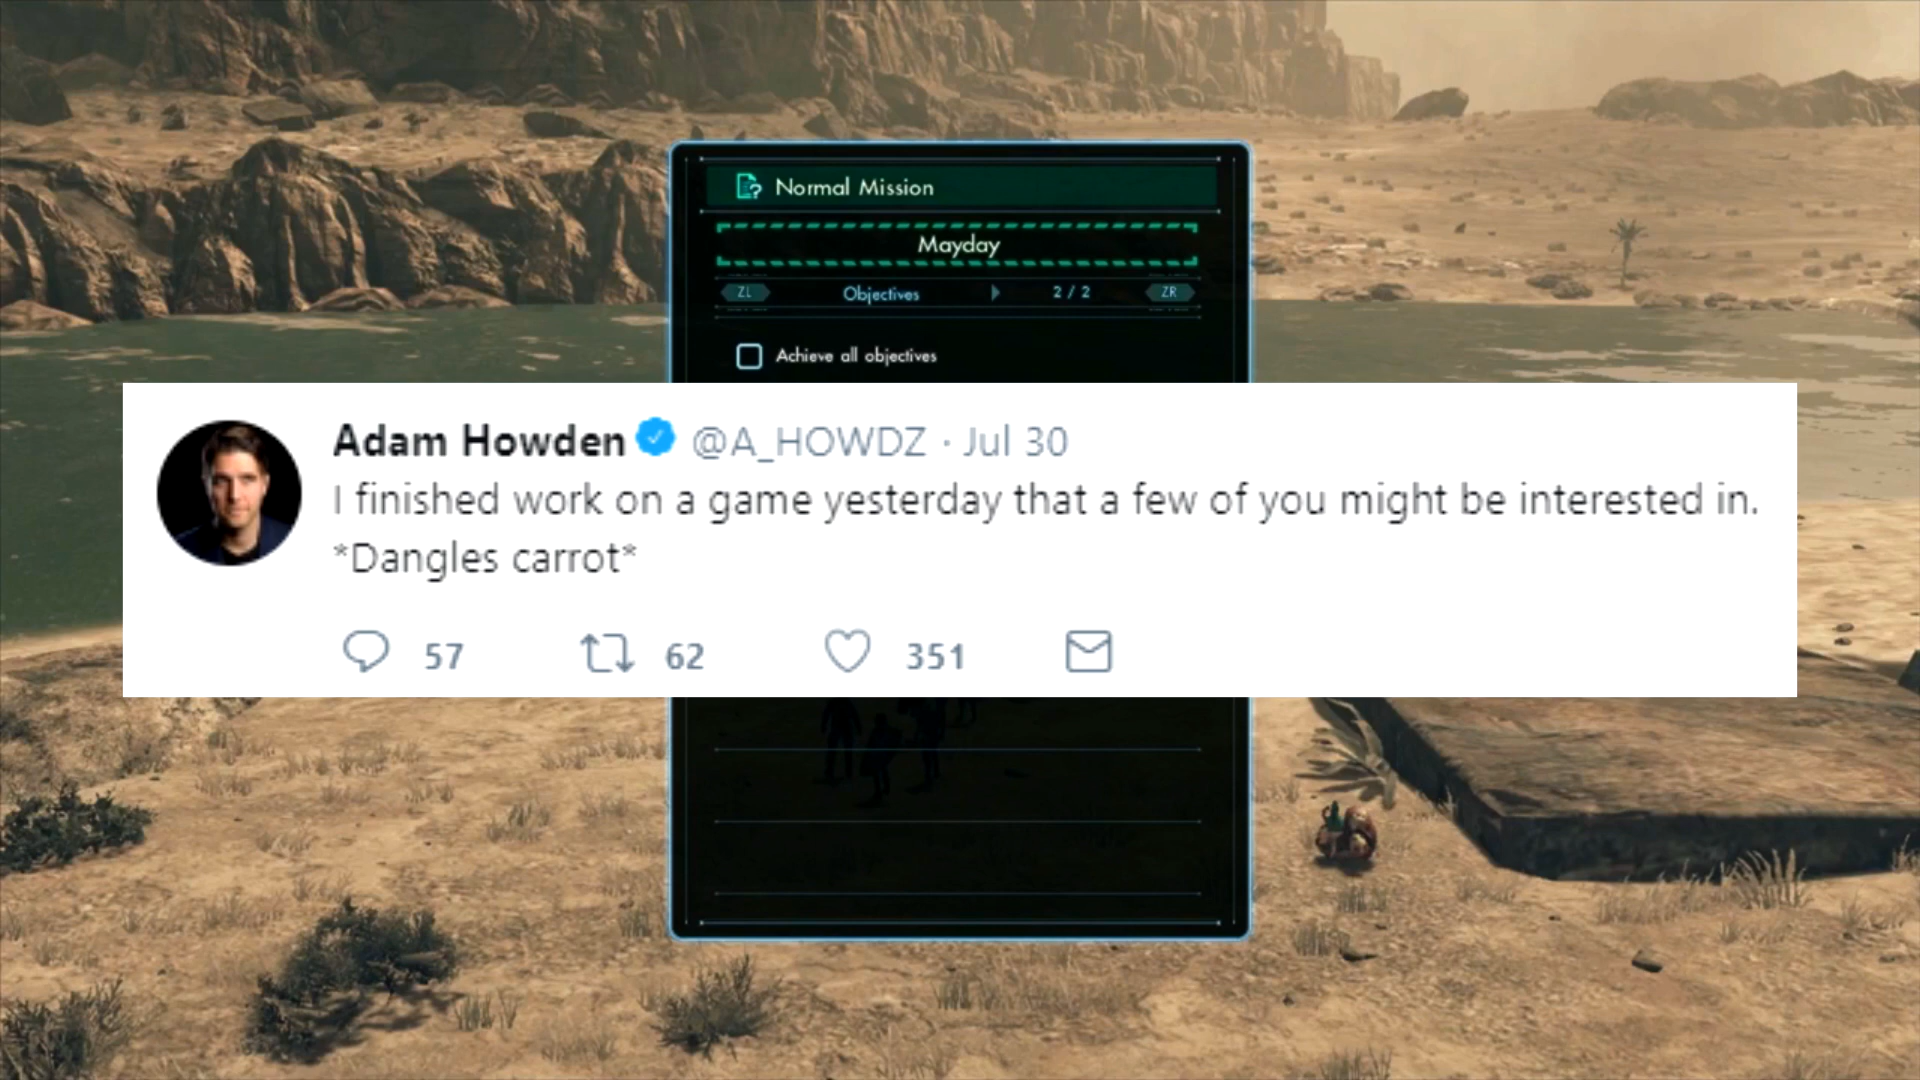 Normal Mission
Mayday
ZL Objectives 2 / 2 ZR
Achieve all objectives
Adam Howden @A_HOWDZ · Jul 30
I finished work on a game yesterday that a few of you might be interested in.
*Dangles carrot*
57 62 351